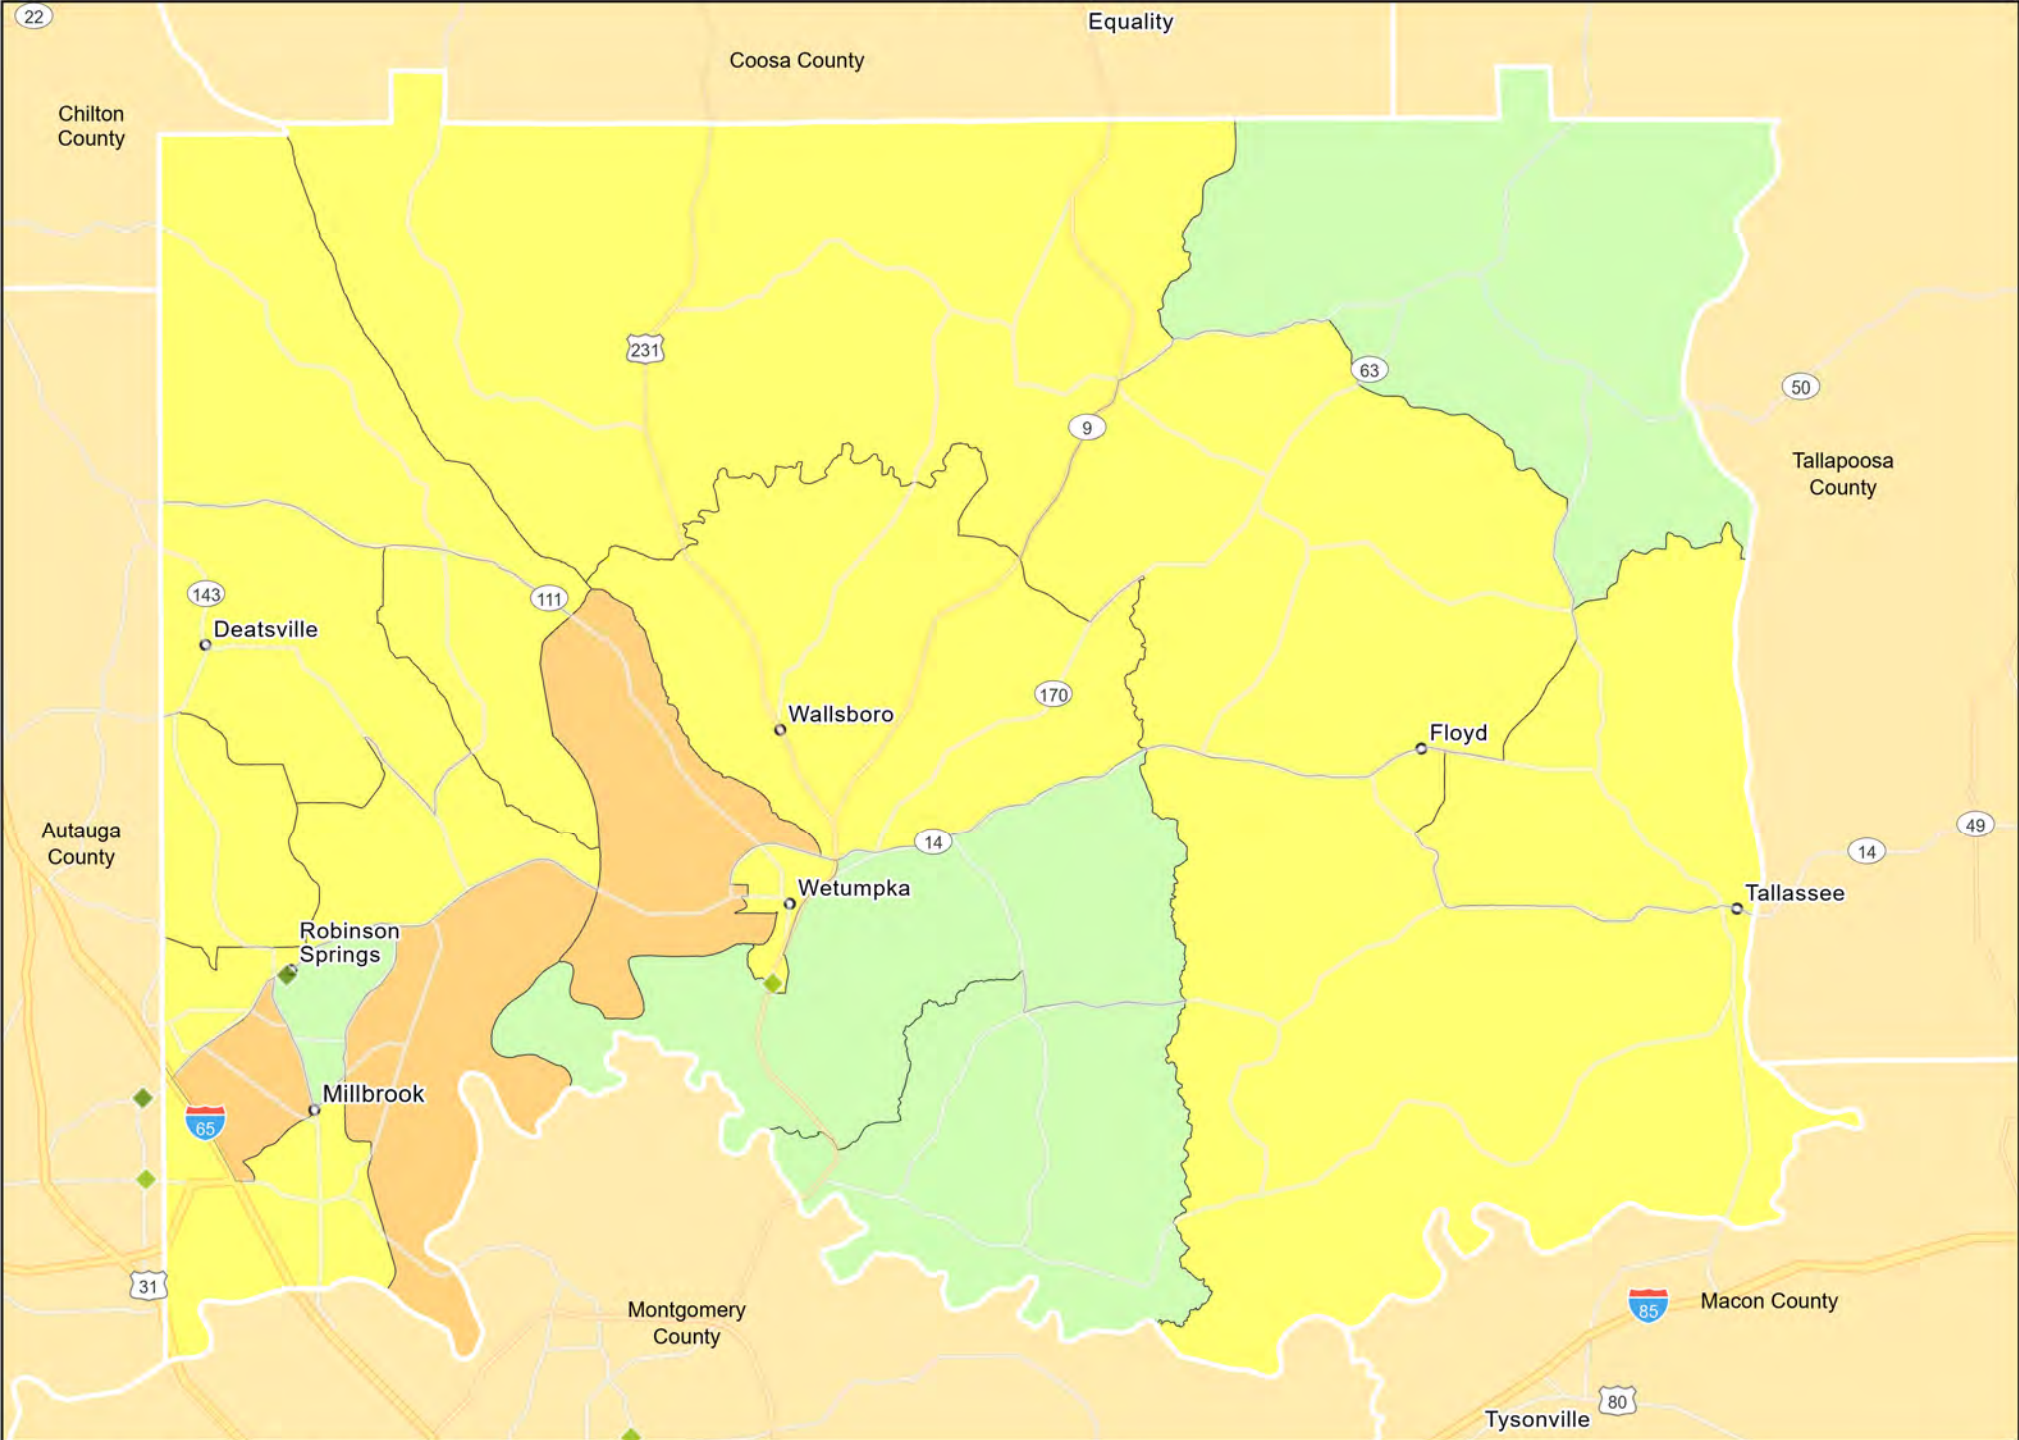 22
Equality
Coosa County
Chilton
County
231
63
50
9
Tallapoosa
County
143
111
Deatsville
170
Wallsboro
Floyd
Autauga
County
14
49
14
Wetumpka
Tallassee
Robinson
Springs
Millbrook
65
31
Montgomery
County
85
Macon County
80
Tysonville